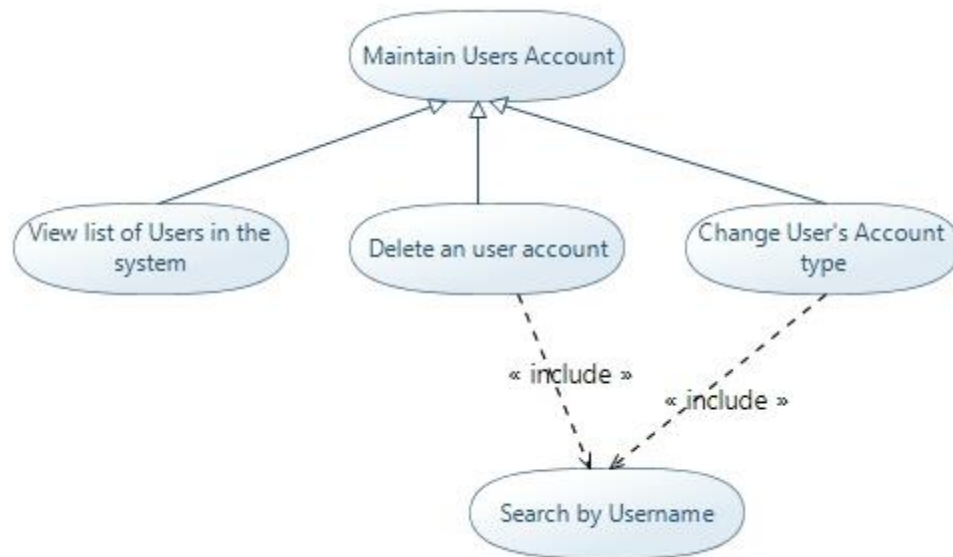 Maintain Users Account
View list of Users in the
system
Delete an user account
Change User's Account
type
« include »
« include »
Search by Username